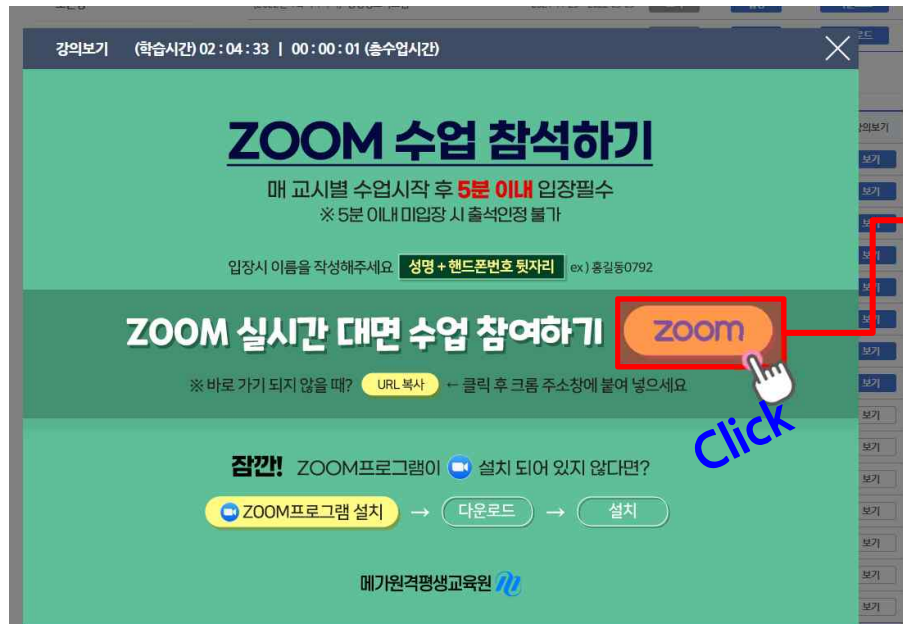 강의보기 (학습시간) 02 : 04 : 33 | 00 : 00 : 01 (총수업시간)
ZOOM 수업 참석하기
매 교시별 수업시작 후 5분 이내 입장필수
※ 5분 이내 미입장 시 출석인정 불가
입장시 이름을 작성해주세요 성명 + 핸드폰번호 뒷자리 ex ) 홍길동0792
ZOOM 실시간 대면 수업 참여하기 zoom
※ 바로 가기 되지 않을 때? URL 복사 ← 클릭 후 크롬 주소창에 붙여 넣으세요
Click
잠깐! ZOOM프로그램이 설치 되어 있지 않다면?
ZOOM프로그램 설치 → 다운로드 → 설치
메가원격평생교육원
보기
보기
보기
보기
보기
보기
보기
보기
보기
보기
보기
보기
보기
보기